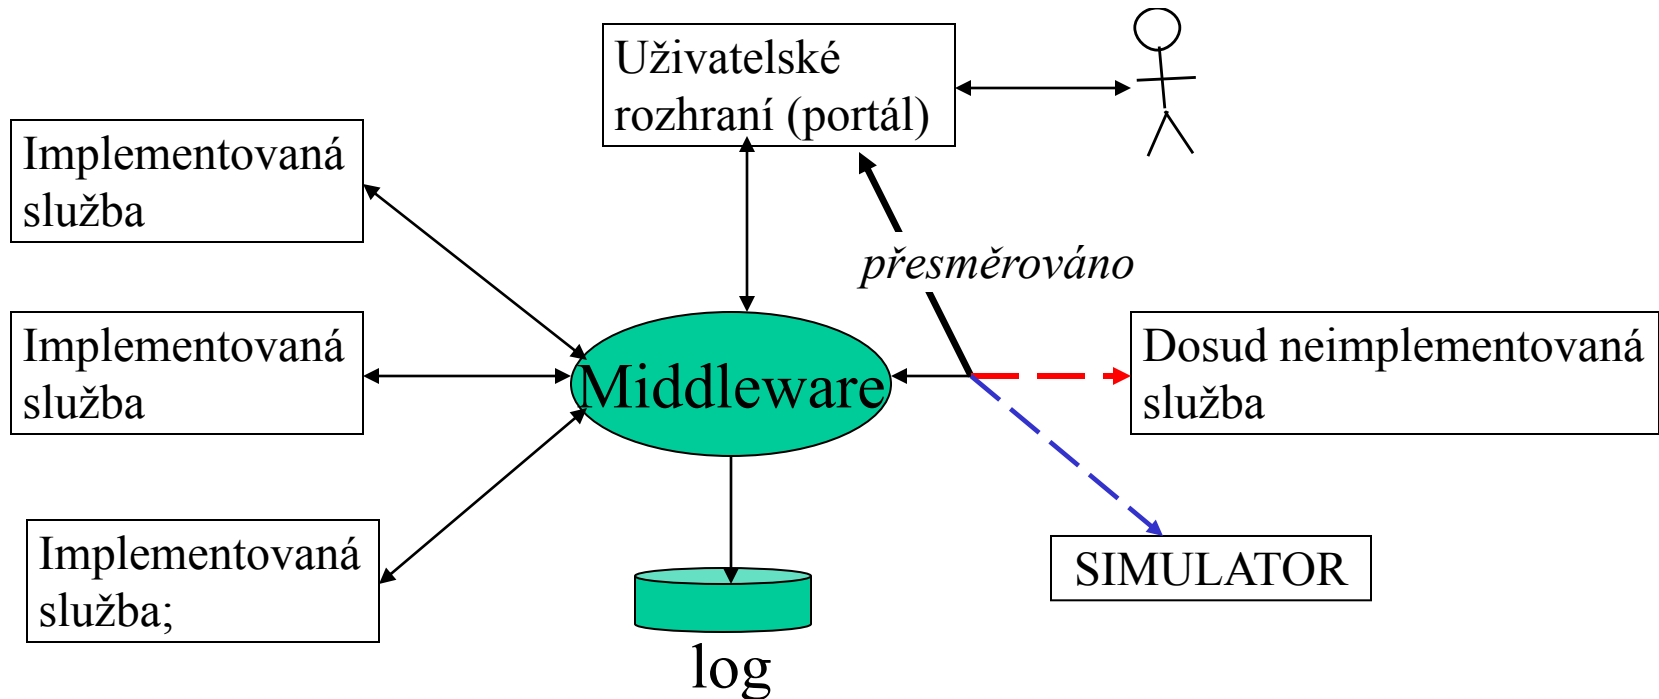 Uživatelské
rozhraní (portál)
Implementovaná
služba
přesměrováno
Implementovaná
služba
Middleware
Dosud neimplementovaná
služba
Implementovaná
služba;
SIMULATOR
log